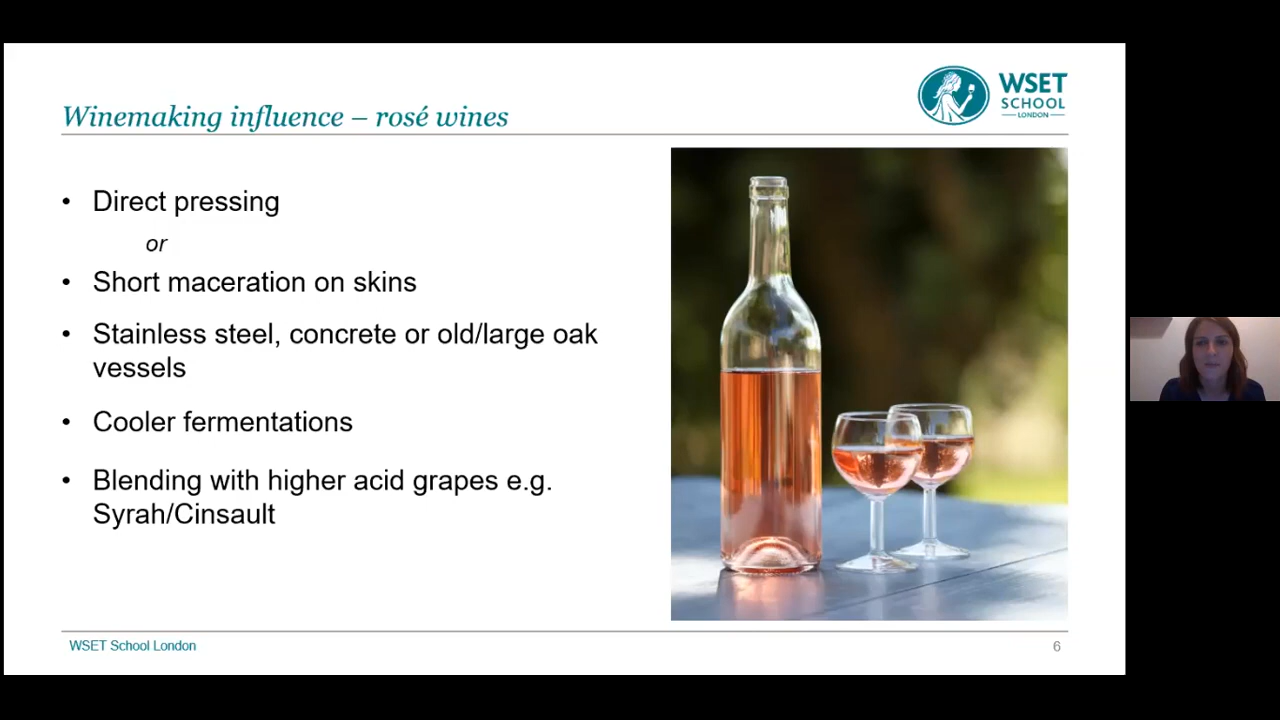 WSET
SCHOOL
LONDON
Winemaking influence – rosé wines
• Direct pressing
or
• Short maceration on skins
• Stainless steel, concrete or old/large oak
vessels
• Cooler fermentations
• Blending with higher acid grapes e.g.
Syrah/Cinsault
WSET School London
6